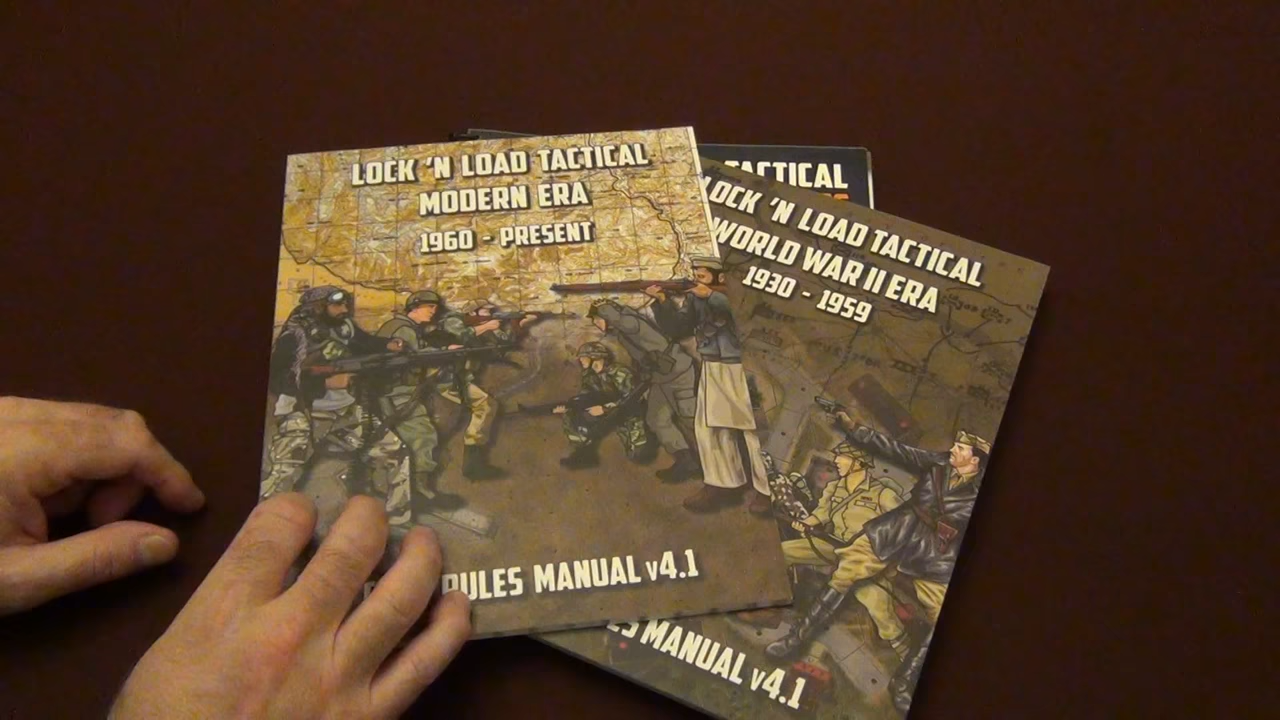 LOCK 'N LOAD TACTICAL
MODERN ERA
1960 - PRESENT
RULES MANUAL v4.1
TACTICAL
LOCK 'N LOAD TACTICAL
WORLD WAR II ERA
1930 - 1959
MANUAL v4.1